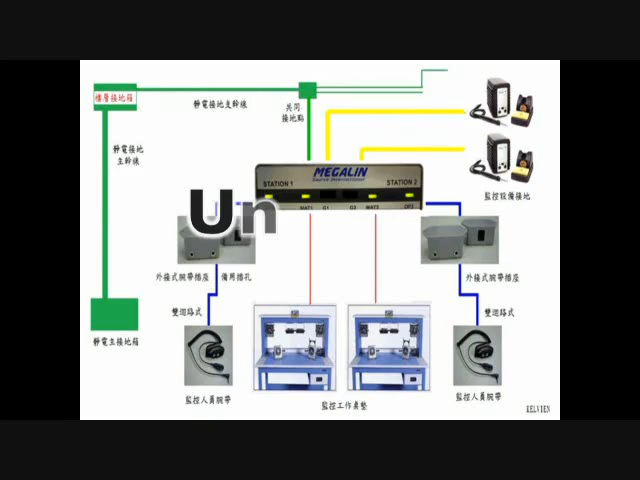 樓層接地箱
靜電接地支幹線
共同
接地點
靜電接地
主幹線
MEGALIN
STATION 1
STATION 2
監控設備接地
Un
MAT1
G1
G2
MAT2
OP2
外接式腕帶插座
備用插孔
外接式腕帶插座
雙迴路式
雙迴路式
靜電主接地箱
監控人員腕帶
監控工作桌墊
監控人員腕帶
KELVIEN